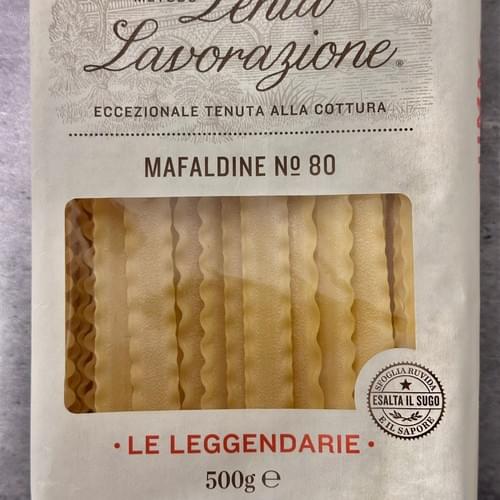 METODO
Lenta
Lavorazione®
ECCEZIONALE TENUTA ALLA COTTURA
MAFALDINE Nº 80
SFOGLIA RUVIDA
ESALTA IL SUGO
E IL SAPORE
• LE LEGGENDARIE •
500g ℮